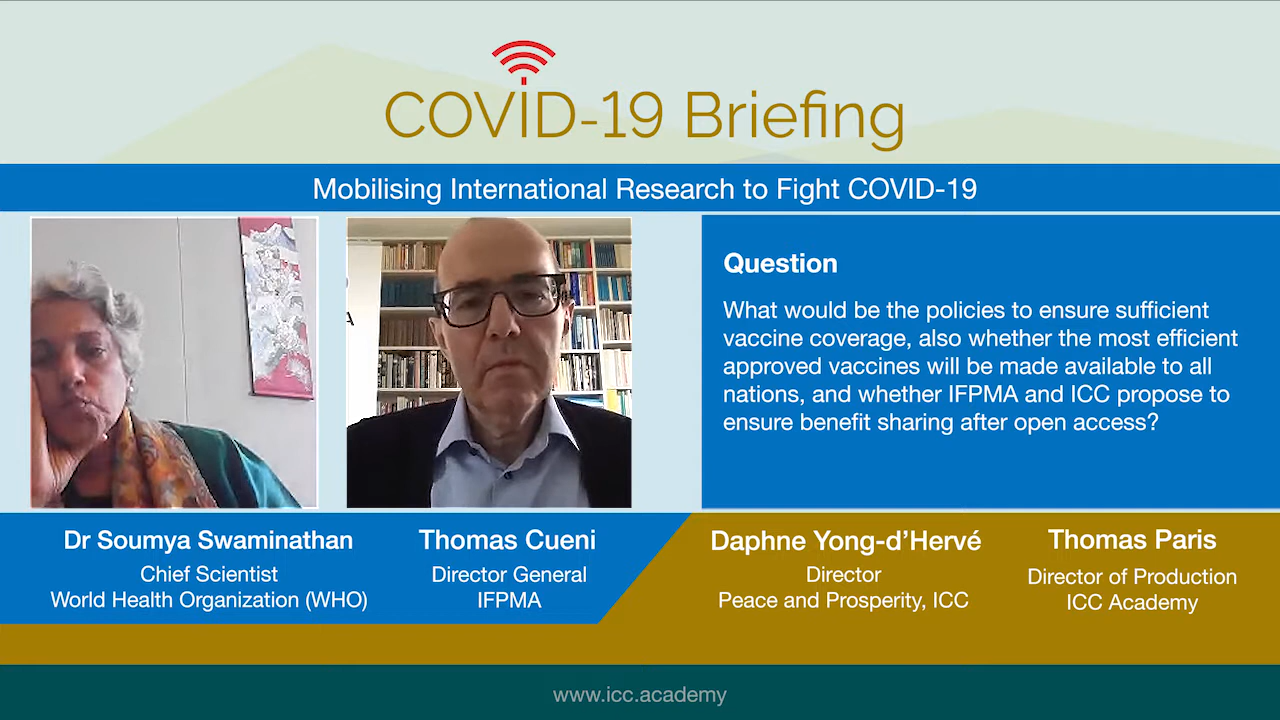 COVID-19 Briefing
Mobilising International Research to Fight COVID-19
Question
What would be the policies to ensure sufficient
vaccine coverage, also whether the most efficient
approved vaccines will be made available to all
nations, and whether IFPMA and ICC propose to
ensure benefit sharing after open access?
A
Dr Soumya Swaminathan
Chief Scientist
World Health Organization (WHO)
Thomas Cueni
Director General
IFPMA
Daphne Yong-d’Hervé
Director
Peace and Prosperity, ICC
Thomas Paris
Director of Production
ICC Academy
www.icc.academy